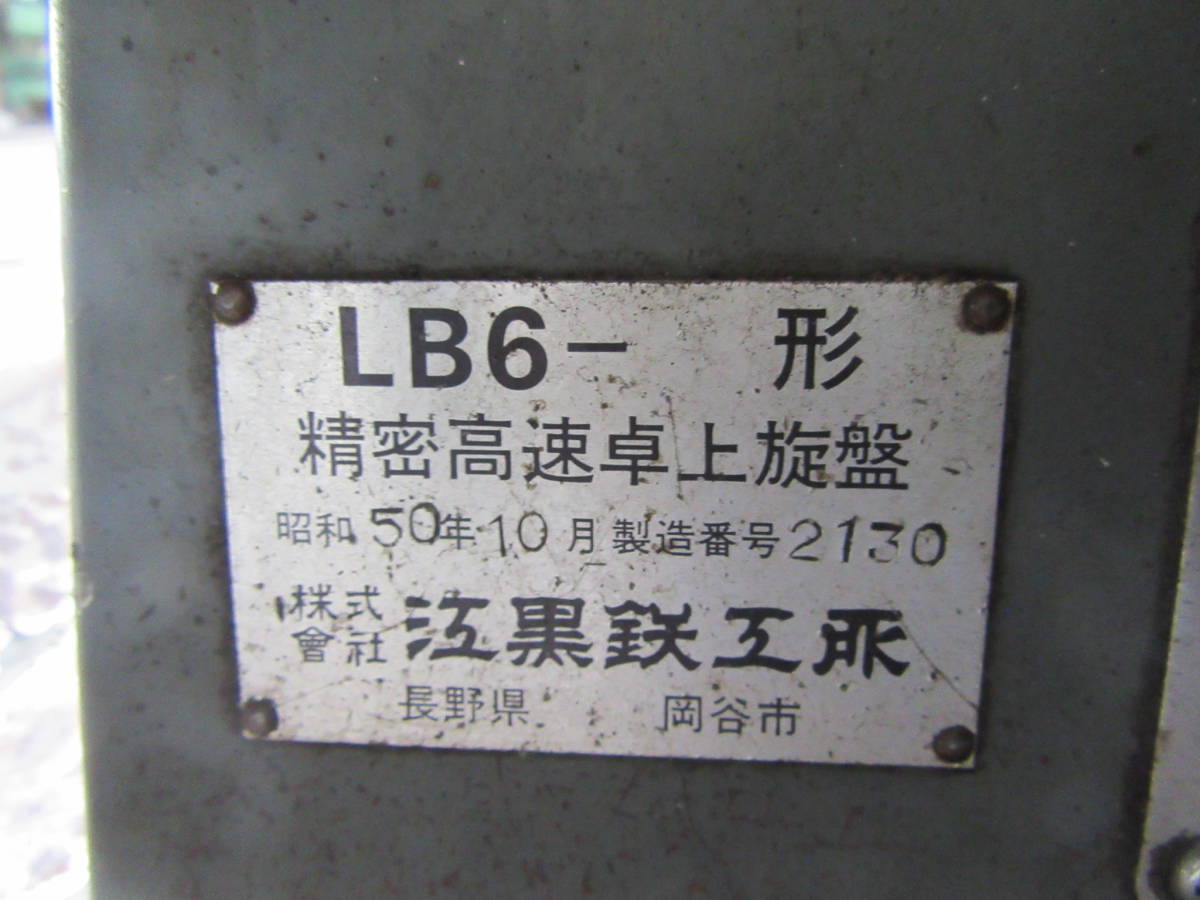 LB6- 形
精密高速卓上旋盤
昭和50年10月製造番号2130
株式會社 江黒鉄工所
長野県 岡谷市